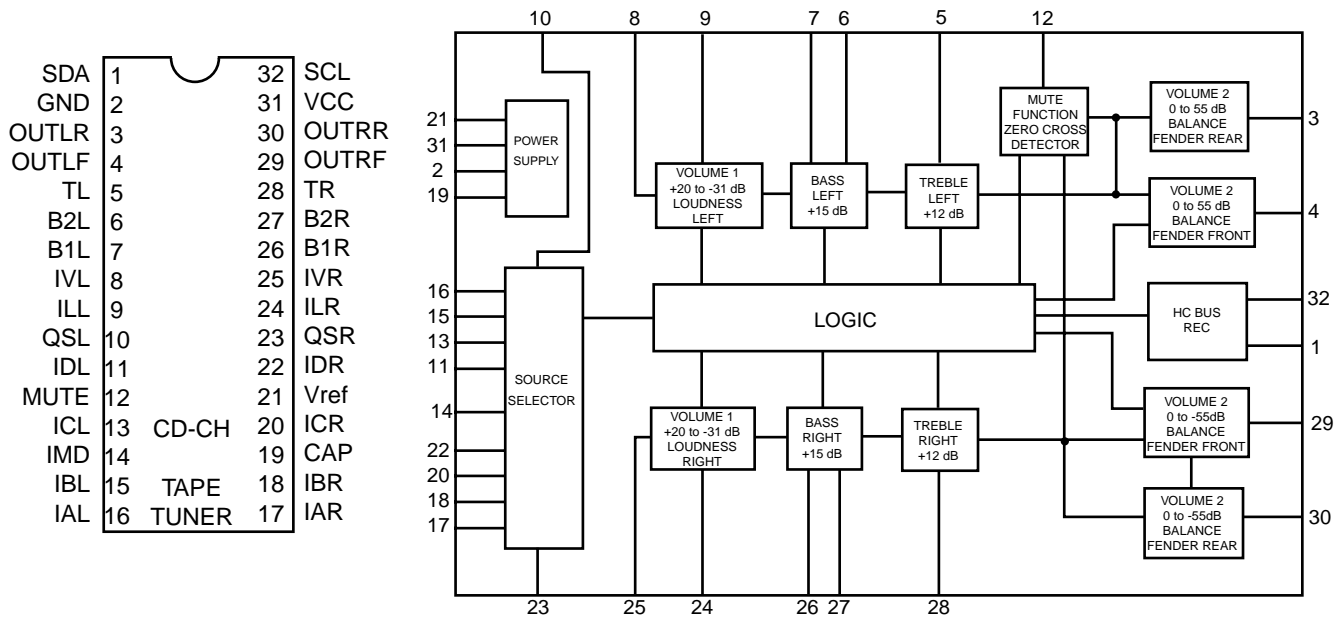 SDA 1 32 SCL
GND 2 31 VCC
OUTLR 3 30 OUTRR
OUTLF 4 29 OUTRF
TL 5 28 TR
B2L 6 27 B2R
B1L 7 26 B1R
IVL 8 25 IVR
ILL 9 24 ILR
QSL 10 23 QSR
IDL 11 22 IDR
MUTE 12 21 Vref
ICL 13 CD-CH 20 ICR
IMD 14 19 CAP
IBL 15 TAPE 18 IBR
IAL 16 TUNER 17 IAR
10 8 9 7 6 5 12
21
31
2
19
POWER
SUPPLY
VOLUME 1
+20 to -31 dB
LOUDNESS
LEFT
BASS
LEFT
+15 dB
TREBLE
LEFT
+12 dB
MUTE
FUNCTION
ZERO CROSS
DETECTOR
VOLUME 2
0 to 55 dB
BALANCE
FENDER REAR
3
VOLUME 2
0 to 55 dB
BALANCE
FENDER FRONT
4
16
15
13
11
14
22
20
18
17
SOURCE
SELECTOR
LOGIC
HC BUS
REC
32
1
VOLUME 1
+20 to -31 dB
LOUDNESS
RIGHT
BASS
RIGHT
+15 dB
TREBLE
RIGHT
+12 dB
VOLUME 2
0 to -55dB
BALANCE
FENDER FRONT
29
VOLUME 2
0 to -55dB
BALANCE
FENDER REAR
30
23 25 24 26 27 28